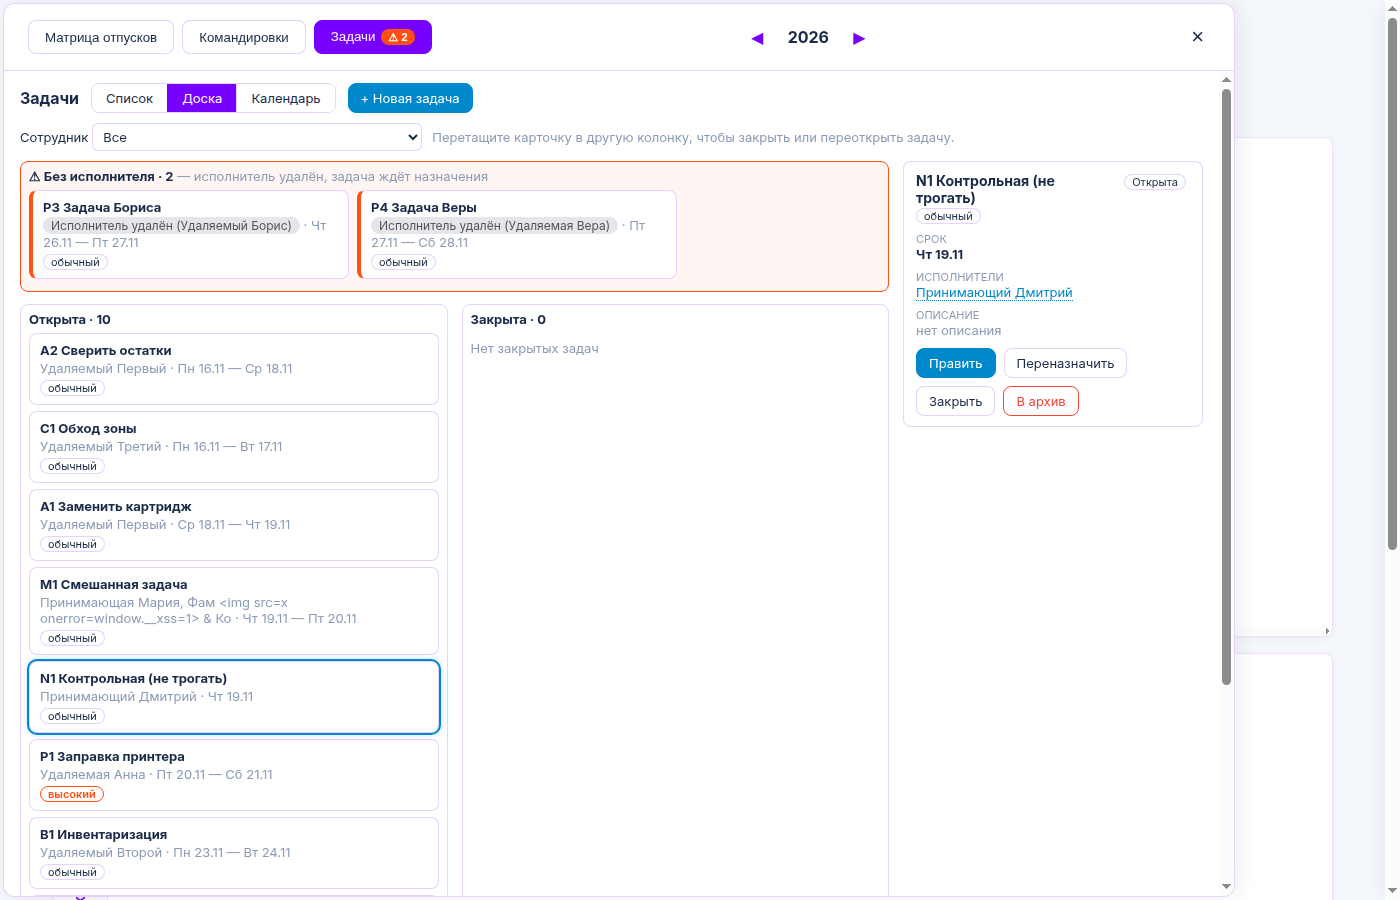 Матрица отпусков
Командировки
Задачи ⚠ 2
◀ 2026 ▶
×
Задачи
Список
Доска
Календарь
+ Новая задача
Сотрудник
Все
Перетащите карточку в другую колонку, чтобы закрыть или переоткрыть задачу.
⚠ Без исполнителя · 2 — исполнитель удалён, задача ждёт назначения
P3 Задача Бориса
Исполнитель удалён (Удаляемый Борис) · Чт
26.11 — Пт 27.11
обычный
P4 Задача Веры
Исполнитель удалён (Удаляемая Вера) · Пт
27.11 — Сб 28.11
обычный
Открыта · 10
A2 Сверить остатки
Удаляемый Первый · Пн 16.11 — Ср 18.11
обычный
C1 Обход зоны
Удаляемый Третий · Пн 16.11 — Вт 17.11
обычный
A1 Заменить картридж
Удаляемый Первый · Ср 18.11 — Чт 19.11
обычный
M1 Смешанная задача
Принимающая Мария, Фам <img src=x
onerror=window.__xss=1> & Ко · Чт 19.11 — Пт 20.11
обычный
N1 Контрольная (не трогать)
Принимающий Дмитрий · Чт 19.11
обычный
P1 Заправка принтера
Удаляемая Анна · Пт 20.11 — Сб 21.11
высокий
B1 Инвентаризация
Удаляемый Второй · Пн 23.11 — Вт 24.11
обычный
Закрыта · 0
Нет закрытых задач
N1 Контрольная (не
трогать)
Открыта
обычный
СРОК
Чт 19.11
ИСПОЛНИТЕЛИ
Принимающий Дмитрий
ОПИСАНИЕ
нет описания
Править
Переназначить
Закрыть
В архив